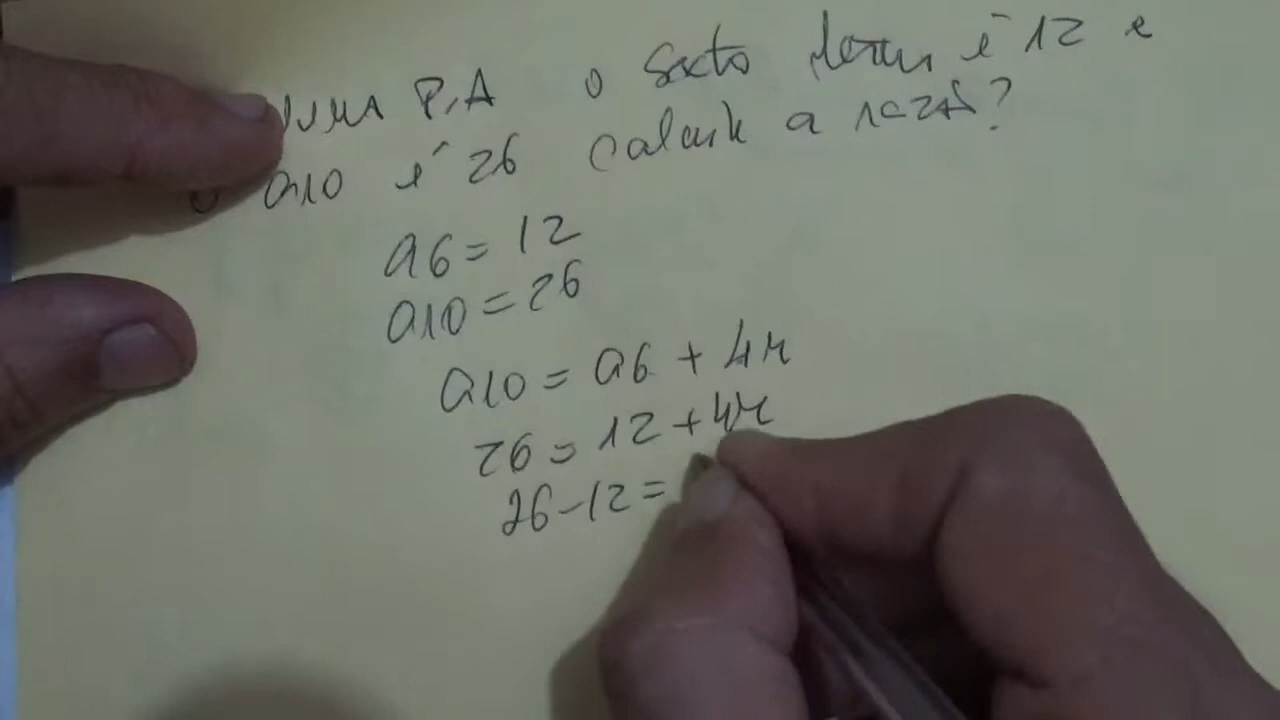 numa P.A o sexto termo é 12 e
o a10 é 26 calcule a razão?
a6 = 12
a10 = 26
a10 = a6 + 4r
26 = 12 + 4r
26 - 12 =